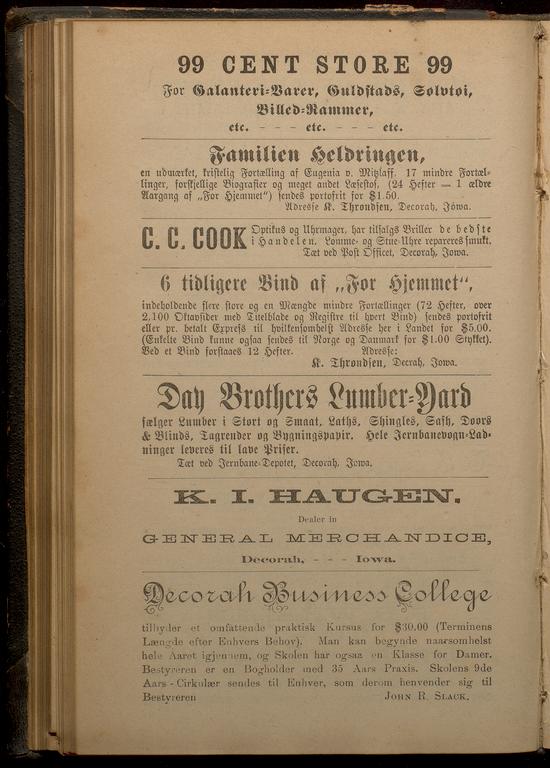 99 CENT STORE 99
For Galanteri-Varer, Guldstads, Sølvtøi,
Billed-Rammer,
etc. - - - etc. - - - etc.
Familien Heldringen,
en udmærket, kristelig Fortælling af Eugenia v. Mitzlaff. 17 mindre Fortæl-
linger, forskjellige Biografier og meget andet Læsestof, (24 Hefter — 1 ældre
Aargang af „For Hjemmet") sendes portofrit for $1.50.
Adresse K. Throndsen, Decorah, Iowa.
C. C. COOK
Optikus og Uhrmager, har tilsalgs Briller de bedste
i Handelen. Lomme- og Stue-Uhre repareres smukt.
Tæt ved Post Officet, Decorah, Iowa.
6 tidligere Bind af „For Hjemmet",
indeholdende flere store og en Mængde mindre Fortællinger (72 Hefter, over
2,100 Oktavsider med Titelblade og Registre til hvert Bind) sendes portofrit
eller pr. betalt Express til hvilkensomhelst Adresse her i Landet for $5.00.
(Enkelte Bind kunne ogsaa sendes til Norge og Danmark for $1.00 Stykket).
Ved et Bind forstaaes 12 Hefter. Adresse:
K. Throndsen, Decrah, Iowa.
Day Brothers Lumber-Yard
sælger Lumber i Stort og Smaat, Laths, Shingles, Sash, Doors
& Blinds, Tagrender og Bygningspapir. Hele Jernbanevogn-Lad-
ninger leveres til lave Priser.
Tæt ved Jernbane-Depotet, Decorah, Iowa.
K. I. HAUGEN.
Dealer in
GENERAL MERCHANDICE,
Decorah, - - - Iowa.
Decorah Business College
tilbyder et omfattende praktisk Kursus for $30.00 (Terminens
Længde efter Enhvers Behov). Man kan begynde naarsomhelst
hele Aaret igjennem, og Skolen har ogsaa en Klasse for Damer.
Bestyreren er en Bogholder med 35 Aars Praxis. Skolens 9de
Aars-Cirkulær sendes til Enhver, som derom henvender sig til
Bestyreren JOHN R. SLACK.